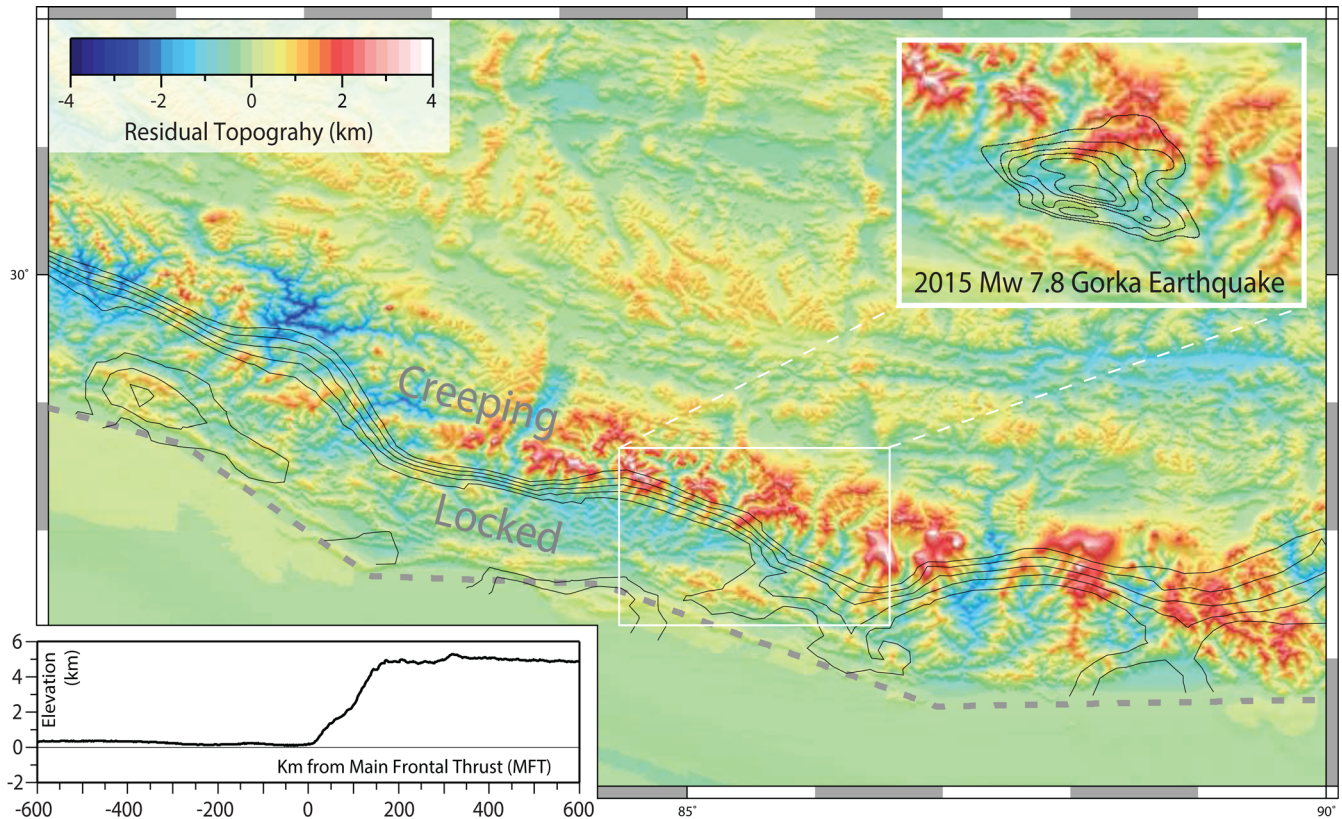 -4 -2 0 2 4
Residual Topograhy (km)
2015 Mw 7.8 Gorka Earthquake
30°
Creeping
Locked
6
4
2
0
-2
Elevation
(km)
Km from Main Frontal Thrust (MFT)
-600 -400 -200 0 200 400 600
85°
90°